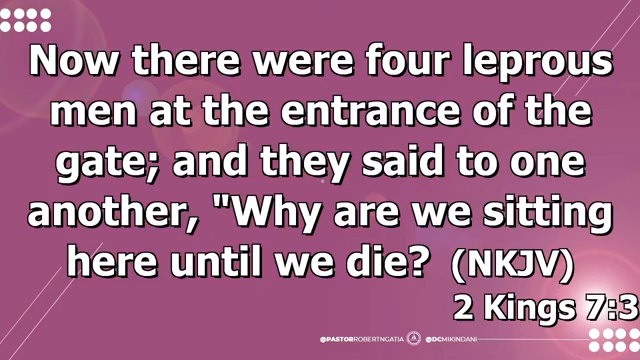 Now there were four leprous
men at the entrance of the
gate; and they said to one
another, "Why are we sitting
here until we die? (NKJV)
2 Kings 7:3
@PASTORROBERTNGATIA @DCMIKINDANI